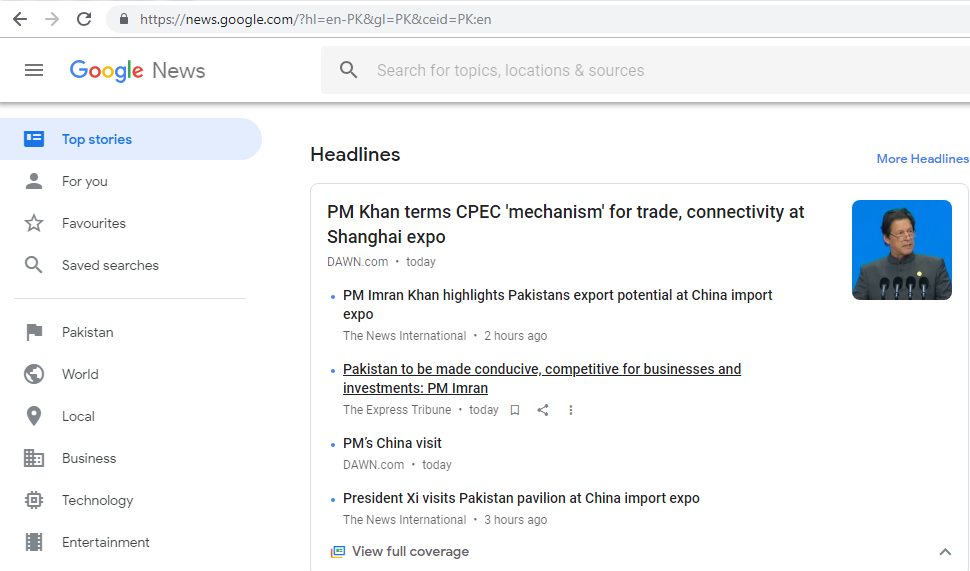 https://news.google.com/?hl=en-PK&gl=PK&ceid=PK:en
Google News
Search for topics, locations & sources
Top stories
For you
Favourites
Saved searches
Pakistan
World
Local
Business
Technology
Entertainment
Headlines
More Headlines
PM Khan terms CPEC 'mechanism' for trade, connectivity at
Shanghai expo
DAWN.com • today
• PM Imran Khan highlights Pakistans export potential at China import
expo
The News International • 2 hours ago
• Pakistan to be made conducive, competitive for businesses and
investments: PM Imran
The Express Tribune • today
• PM’s China visit
DAWN.com • today
• President Xi visits Pakistan pavilion at China import expo
The News International • 3 hours ago
View full coverage